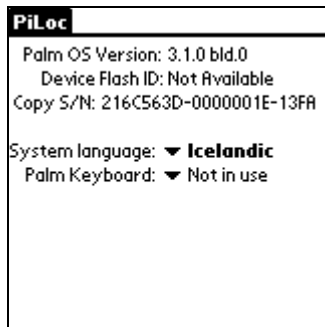 PiLoc
Palm OS Version: 3.1.0 bld.0
Device Flash ID: Not Available
Copy S/N: 216C563D-0000001E-13FA
System language: Icelandic
Palm Keyboard: Not in use